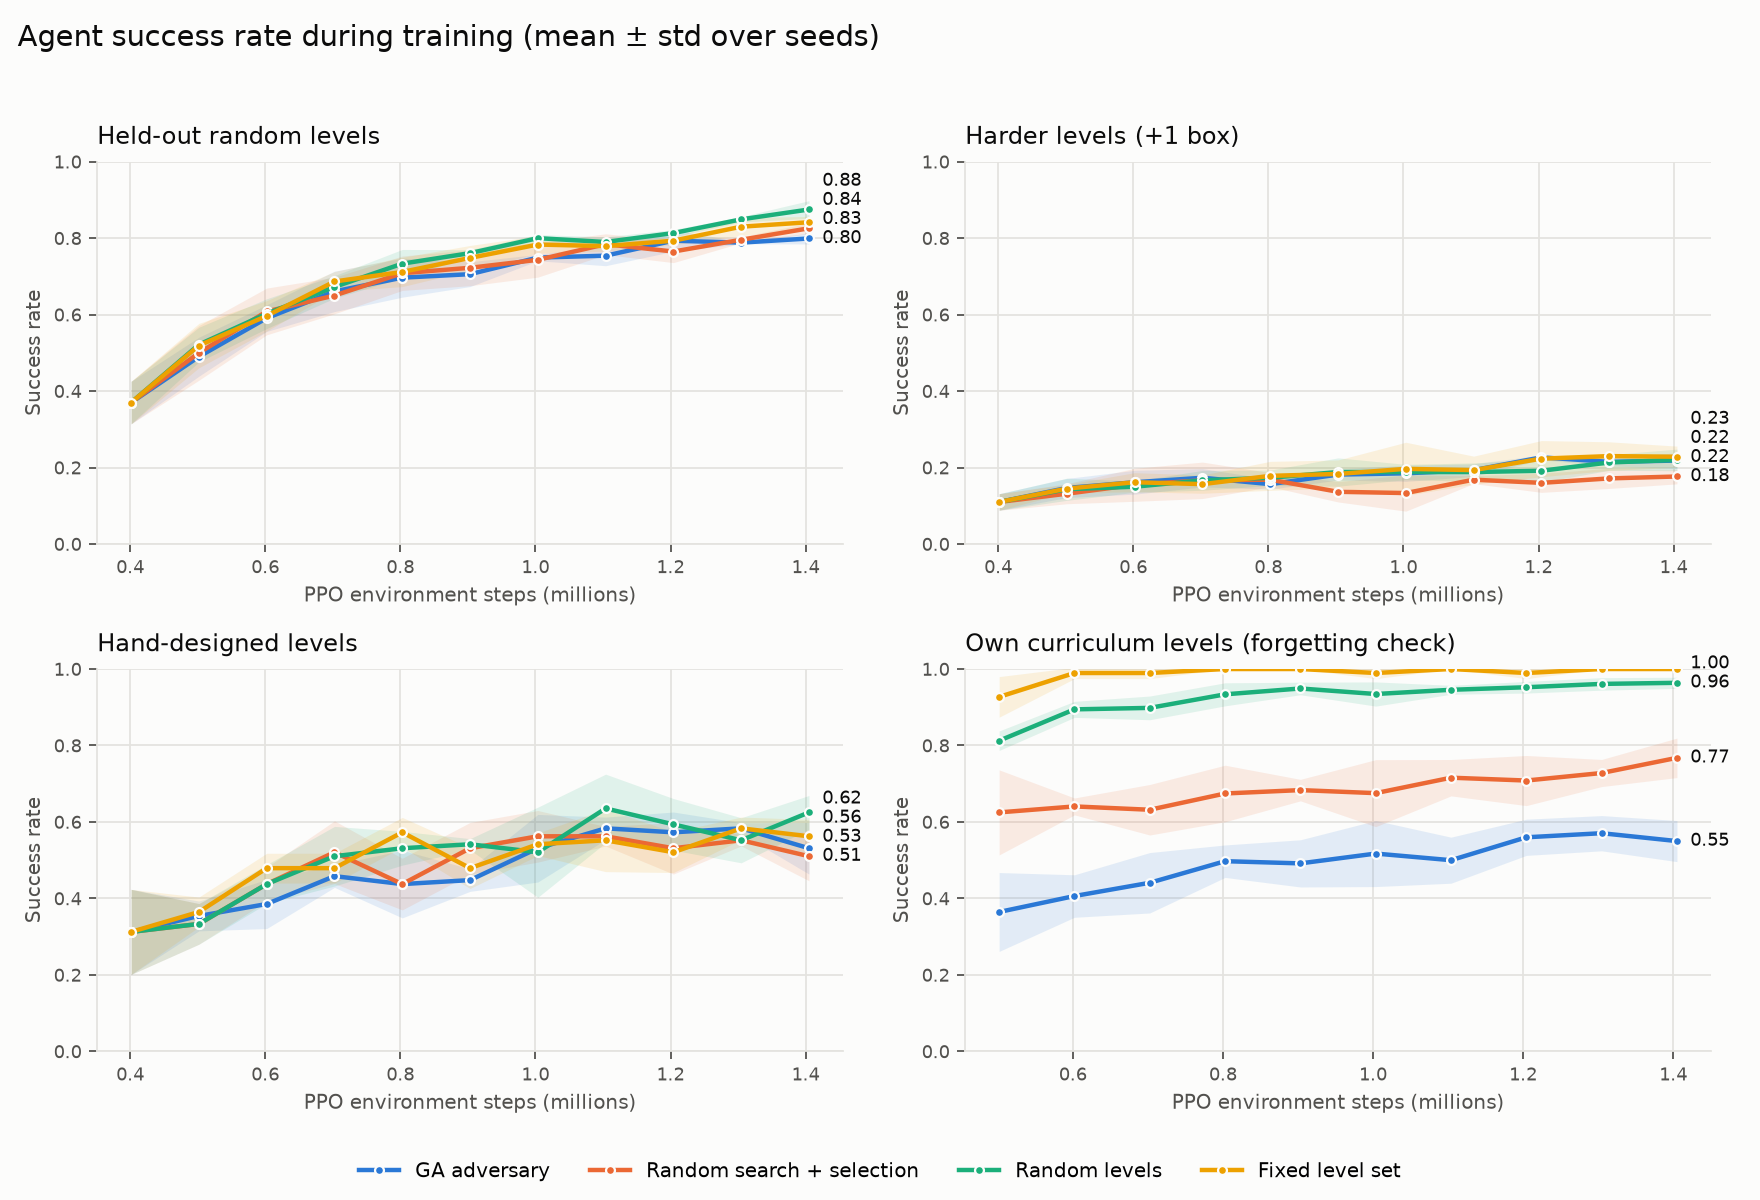 Agent success rate during training (mean ± std over seeds)
Held-out random levels
1.0
0.8
0.6
0.4
0.2
0.0
Success rate
0.88
0.84
0.83
0.80
0.4 0.6 0.8 1.0 1.2 1.4
PPO environment steps (millions)
Harder levels (+1 box)
1.0
0.8
0.6
0.4
0.2
0.0
Success rate
0.23
0.22
0.22
0.18
0.4 0.6 0.8 1.0 1.2 1.4
PPO environment steps (millions)
Hand-designed levels
1.0
0.8
0.6
0.4
0.2
0.0
Success rate
0.62
0.56
0.53
0.51
0.4 0.6 0.8 1.0 1.2 1.4
PPO environment steps (millions)
Own curriculum levels (forgetting check)
1.0
0.8
0.6
0.4
0.2
0.0
Success rate
1.00
0.96
0.77
0.55
0.6 0.8 1.0 1.2 1.4
PPO environment steps (millions)
GA adversary Random search + selection Random levels Fixed level set